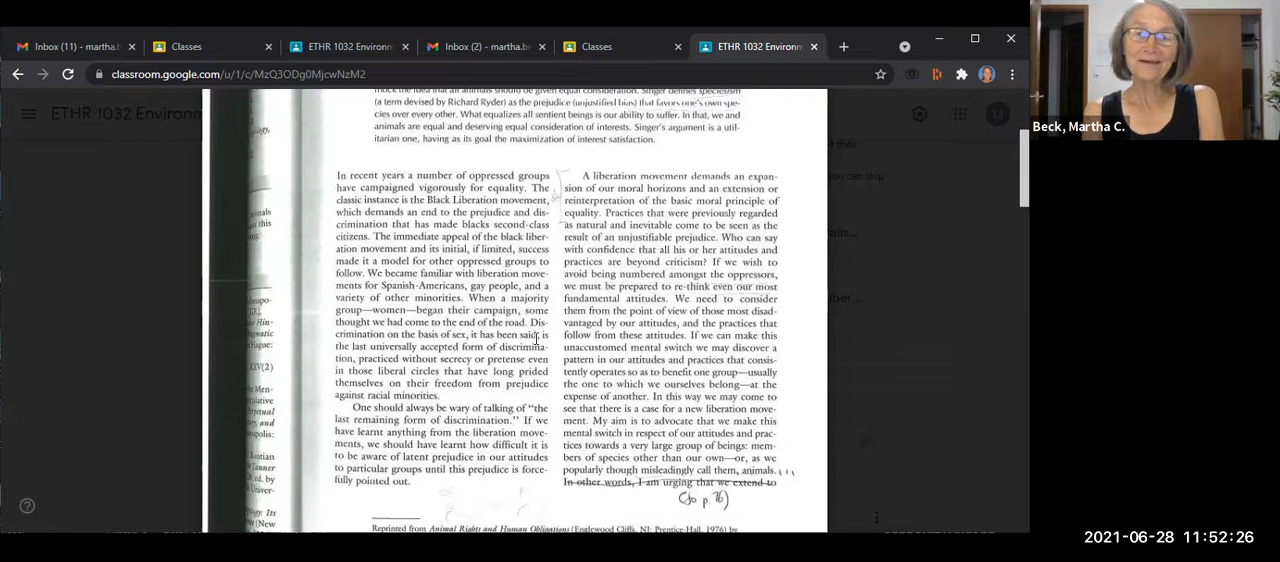 Inbox (11) - martha.b
Classes
ETHR 1032 Environm
Inbox (2) - martha.be
Classes
ETHR 1032 Environm
classroom.google.com/u/1/c/MzQ3ODg0MjcwNzM2
Beck, Martha C.
ETHR 1032 Environm
M
mock the idea that all animals should be given equal consideration. Singer defines speciesism
(a term devised by Richard Ryder) as the prejudice (unjustified bias) that favors one's own spe-
cies over every other. What equalizes all sentient beings is our ability to suffer. In that, we and
animals are equal and deserving equal consideration of interests. Singer's argument is a util-
itarian one, having as its goal the maximization of interest satisfaction.
In recent years a number of oppressed groups
have campaigned vigorously for equality. The
classic instance is the Black Liberation movement,
which demands an end to the prejudice and dis-
crimination that has made blacks second-class
citizens. The immediate appeal of the black liber-
ation movement and its initial, if limited, success
made it a model for other oppressed groups to
follow. We became familiar with liberation move-
ments for Spanish-Americans, gay people, and a
variety of other minorities. When a majority
group—women—began their campaign, some
thought we had come to the end of the road. Dis-
crimination on the basis of sex, it has been said, is
the last universally accepted form of discrimina-
tion, practiced without secrecy or pretense even
in those liberal circles that have long prided
themselves on their freedom from prejudice
against racial minorities.
One should always be wary of talking of "the
last remaining form of discrimination." If we
have learnt anything from the liberation move-
ments, we should have learnt how difficult it is
to be aware of latent prejudice in our attitudes
to particular groups until this prejudice is force-
fully pointed out.
A liberation movement demands an expan-
sion of our moral horizons and an extension or
reinterpretation of the basic moral principle of
equality. Practices that were previously regarded
as natural and inevitable come to be seen as the
result of an unjustifiable prejudice. Who can say
with confidence that all his or her attitudes and
practices are beyond criticism? If we wish to
avoid being numbered amongst the oppressors,
we must be prepared to re-think even our most
fundamental attitudes. We need to consider
them from the point of view of those most disad-
vantaged by our attitudes, and the practices that
follow from these attitudes. If we can make this
unaccustomed mental switch we may discover a
pattern in our attitudes and practices that consis-
tently operates so as to benefit one group—usually
the one to which we ourselves belong—at the
expense of another. In this way we may come to
see that there is a case for a new liberation move-
ment. My aim is to advocate that we make this
mental switch in respect of our attitudes and prac-
tices towards a very large group of beings: mem-
bers of species other than our own—or, as we
popularly though misleadingly call them, animals.
In other words, I am urging that we extend to
(to p. 76)
Reprinted from Animal Rights and Human Obligations (Englewood Cliffs, NJ: Prentice-Hall, 1976) by
of their
you can skip
2021-06-28 11:52:26